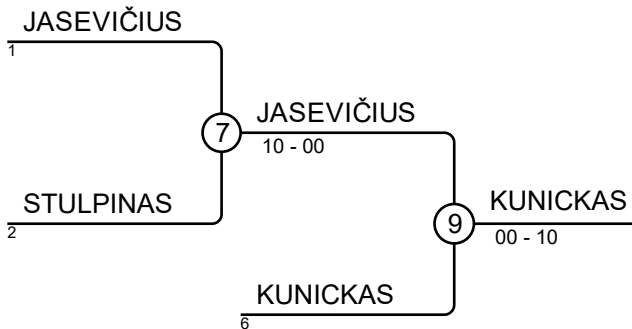 JASEVIČIUS
1
7
JASEVIČIUS
10 - 00
STULPINAS
2
9
KUNICKAS
00 - 10
KUNICKAS
6